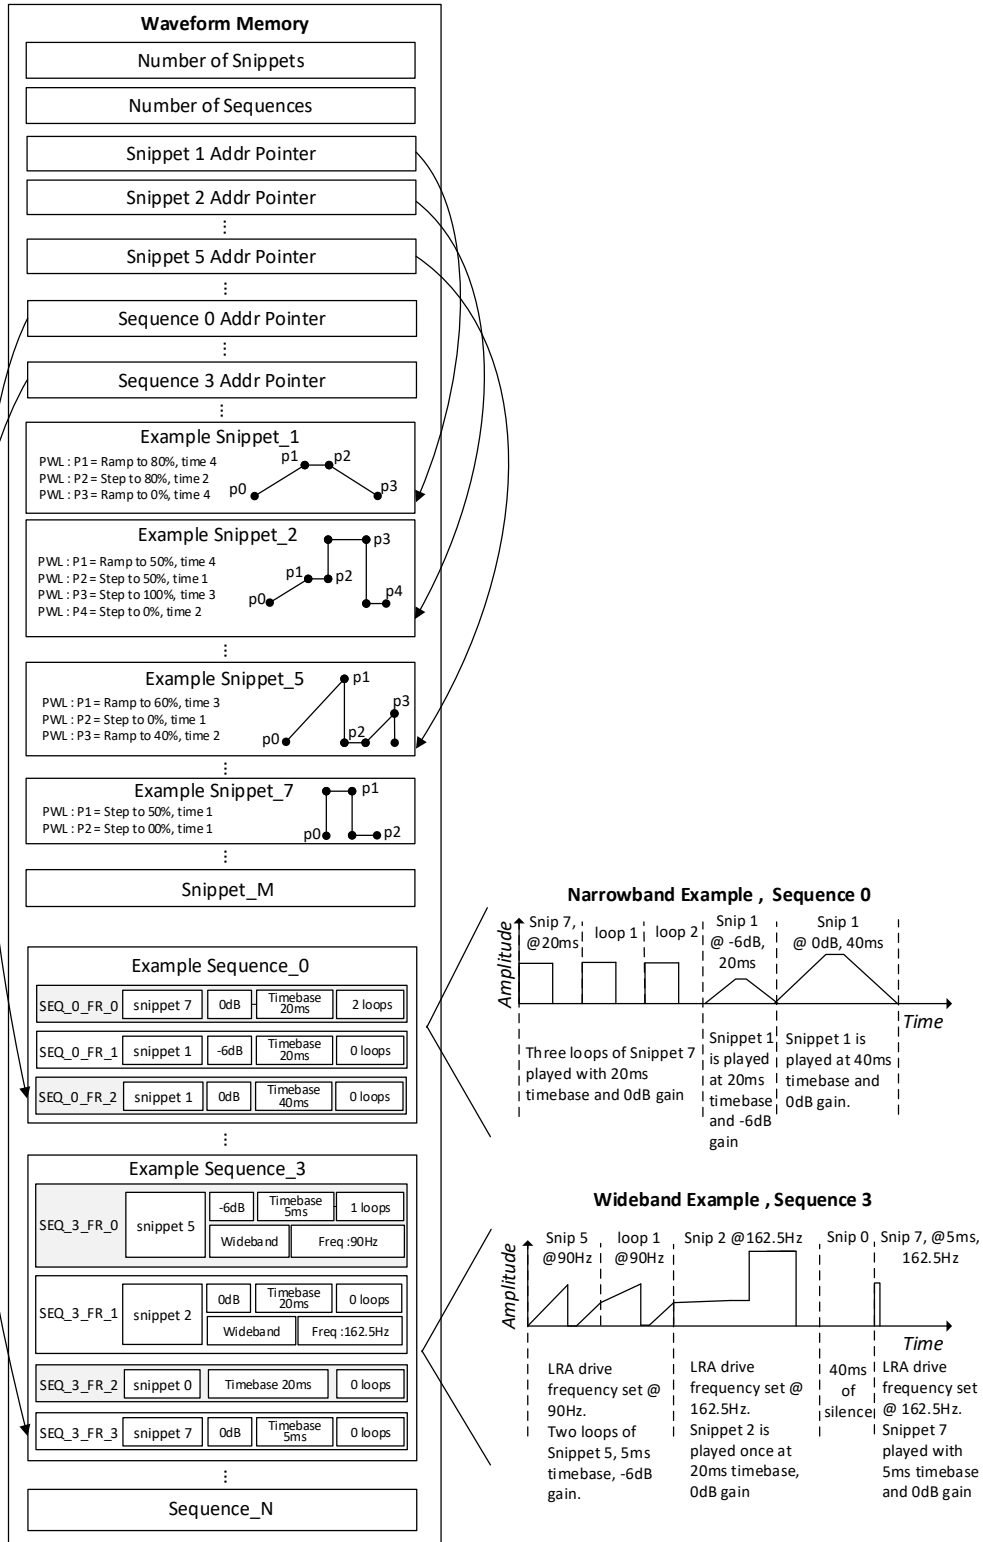 Waveform Memory
Number of Snippets
Number of Sequences
Snippet 1 Addr Pointer
Snippet 2 Addr Pointer
⋮
Snippet 5 Addr Pointer
⋮
Sequence 0 Addr Pointer
⋮
Sequence 3 Addr Pointer
⋮
Example Snippet_1
PWL : P1 = Ramp to 80%, time 4
PWL : P2 = Step to 80%, time 2
PWL : P3 = Ramp to 0%, time 4
p0
p1
p2
p3
Example Snippet_2
PWL : P1 = Ramp to 50%, time 4
PWL : P2 = Step to 50%, time 1
PWL : P3 = Step to 100%, time 3
PWL : P4 = Step to 0%, time 2
p0
p1
p2
p3
p4
⋮
Example Snippet_5
PWL : P1 = Ramp to 60%, time 3
PWL : P2 = Step to 0%, time 1
PWL : P3 = Ramp to 40%, time 2
p0
p1
p2
p3
⋮
Example Snippet_7
PWL : P1 = Step to 50%, time 1
PWL : P2 = Step to 00%, time 1
p0
p1
p2
⋮
Snippet_M
Example Sequence_0
SEQ_0_FR_0 snippet 7 0dB Timebase 2 loops
20ms
SEQ_0_FR_1 snippet 1 -6dB Timebase 0 loops
20ms
SEQ_0_FR_2 snippet 1 0dB Timebase 0 loops
40ms
⋮
Example Sequence_3
SEQ_3_FR_0 snippet 5 -6dB Timebase 1 loops
5ms
Wideband Freq :90Hz
SEQ_3_FR_1 snippet 2 0dB Timebase 0 loops
20ms
Wideband Freq :162.5Hz
SEQ_3_FR_2 snippet 0 Timebase 20ms 0 loops
SEQ_3_FR_3 snippet 7 0dB Timebase 0 loops
5ms
⋮
Sequence_N
Narrowband Example , Sequence 0
Amplitude
Snip 7,
@20ms
loop 1
loop 2
Snip 1
@ -6dB,
20ms
Snip 1
@ 0dB, 40ms
Time
Three loops of Snippet 7
played with 20ms
timebase and 0dB gain
Snippet 1
is played
at 20ms
timebase
and -6dB
gain
Snippet 1 is
played at 40ms
timebase and
0dB gain.
Wideband Example , Sequence 3
Amplitude
Snip 5
@90Hz
loop 1
@90Hz
Snip 2 @162.5Hz
Snip 0
Snip 7, @5ms,
162.5Hz
Time
LRA drive
frequency set @
90Hz.
Two loops of
Snippet 5, 5ms
timebase, -6dB
gain.
LRA drive
frequency set @
162.5Hz.
Snippet 2 is
played once at
20ms timebase,
0dB gain
40ms
of
silence
LRA drive
frequency set
@ 162.5Hz.
Snippet 7
played with
5ms timebase
and 0dB gain